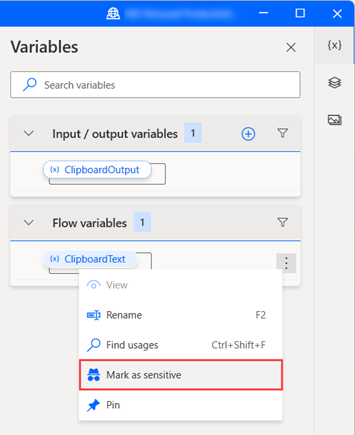 Variables
{x}
Search variables
Input / output variables 1
{x} ClipboardOutput
Flow variables 1
{x} ClipboardText
View
Rename F2
Find usages Ctrl+Shift+F
Mark as sensitive
Pin